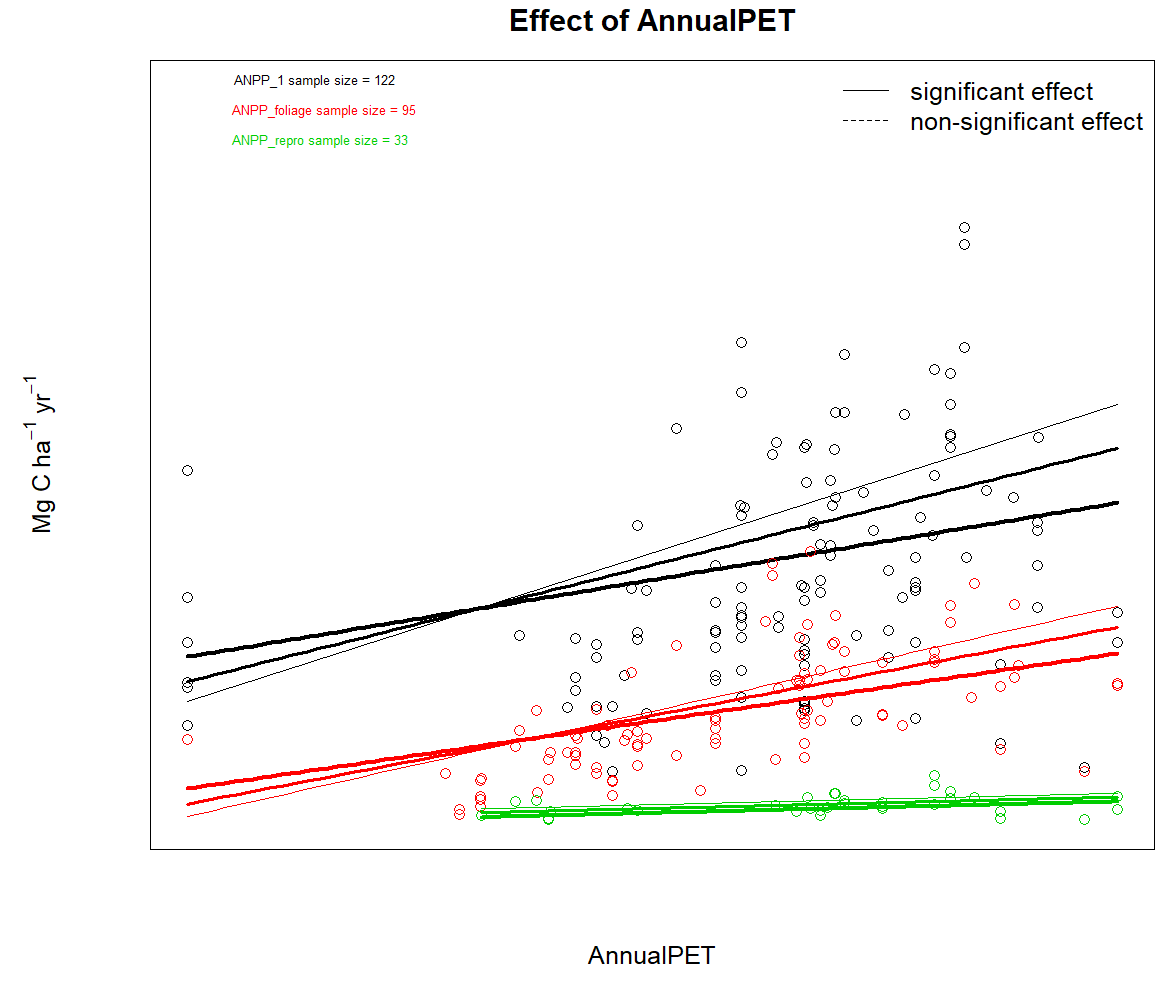 Effect of AnnualPET
ANPP_1 sample size = 122
ANPP_foliage sample size = 95
ANPP_repro sample size = 33
significant effect
non-significant effect
Mg C ha⁻¹ yr⁻¹
AnnualPET